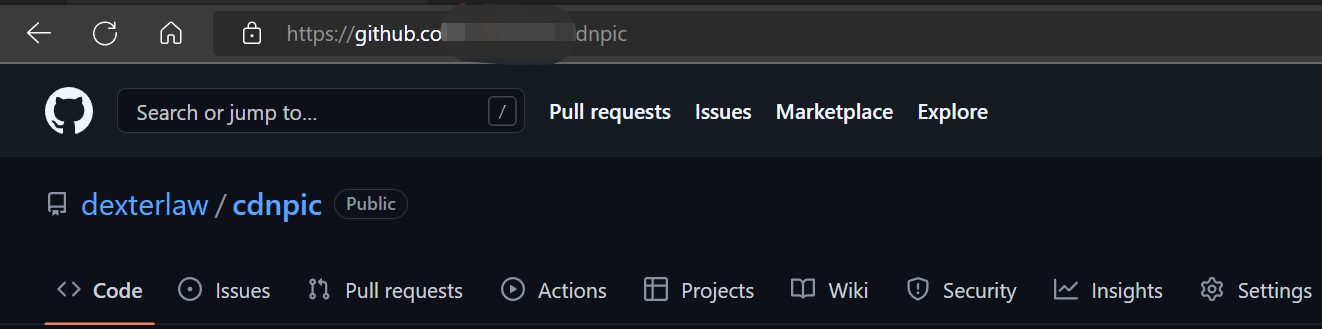 https://github.co dnpic
Search or jump to... / Pull requests Issues Marketplace Explore
dexterlaw / cdnpic Public
Code Issues Pull requests Actions Projects Wiki Security Insights Settings